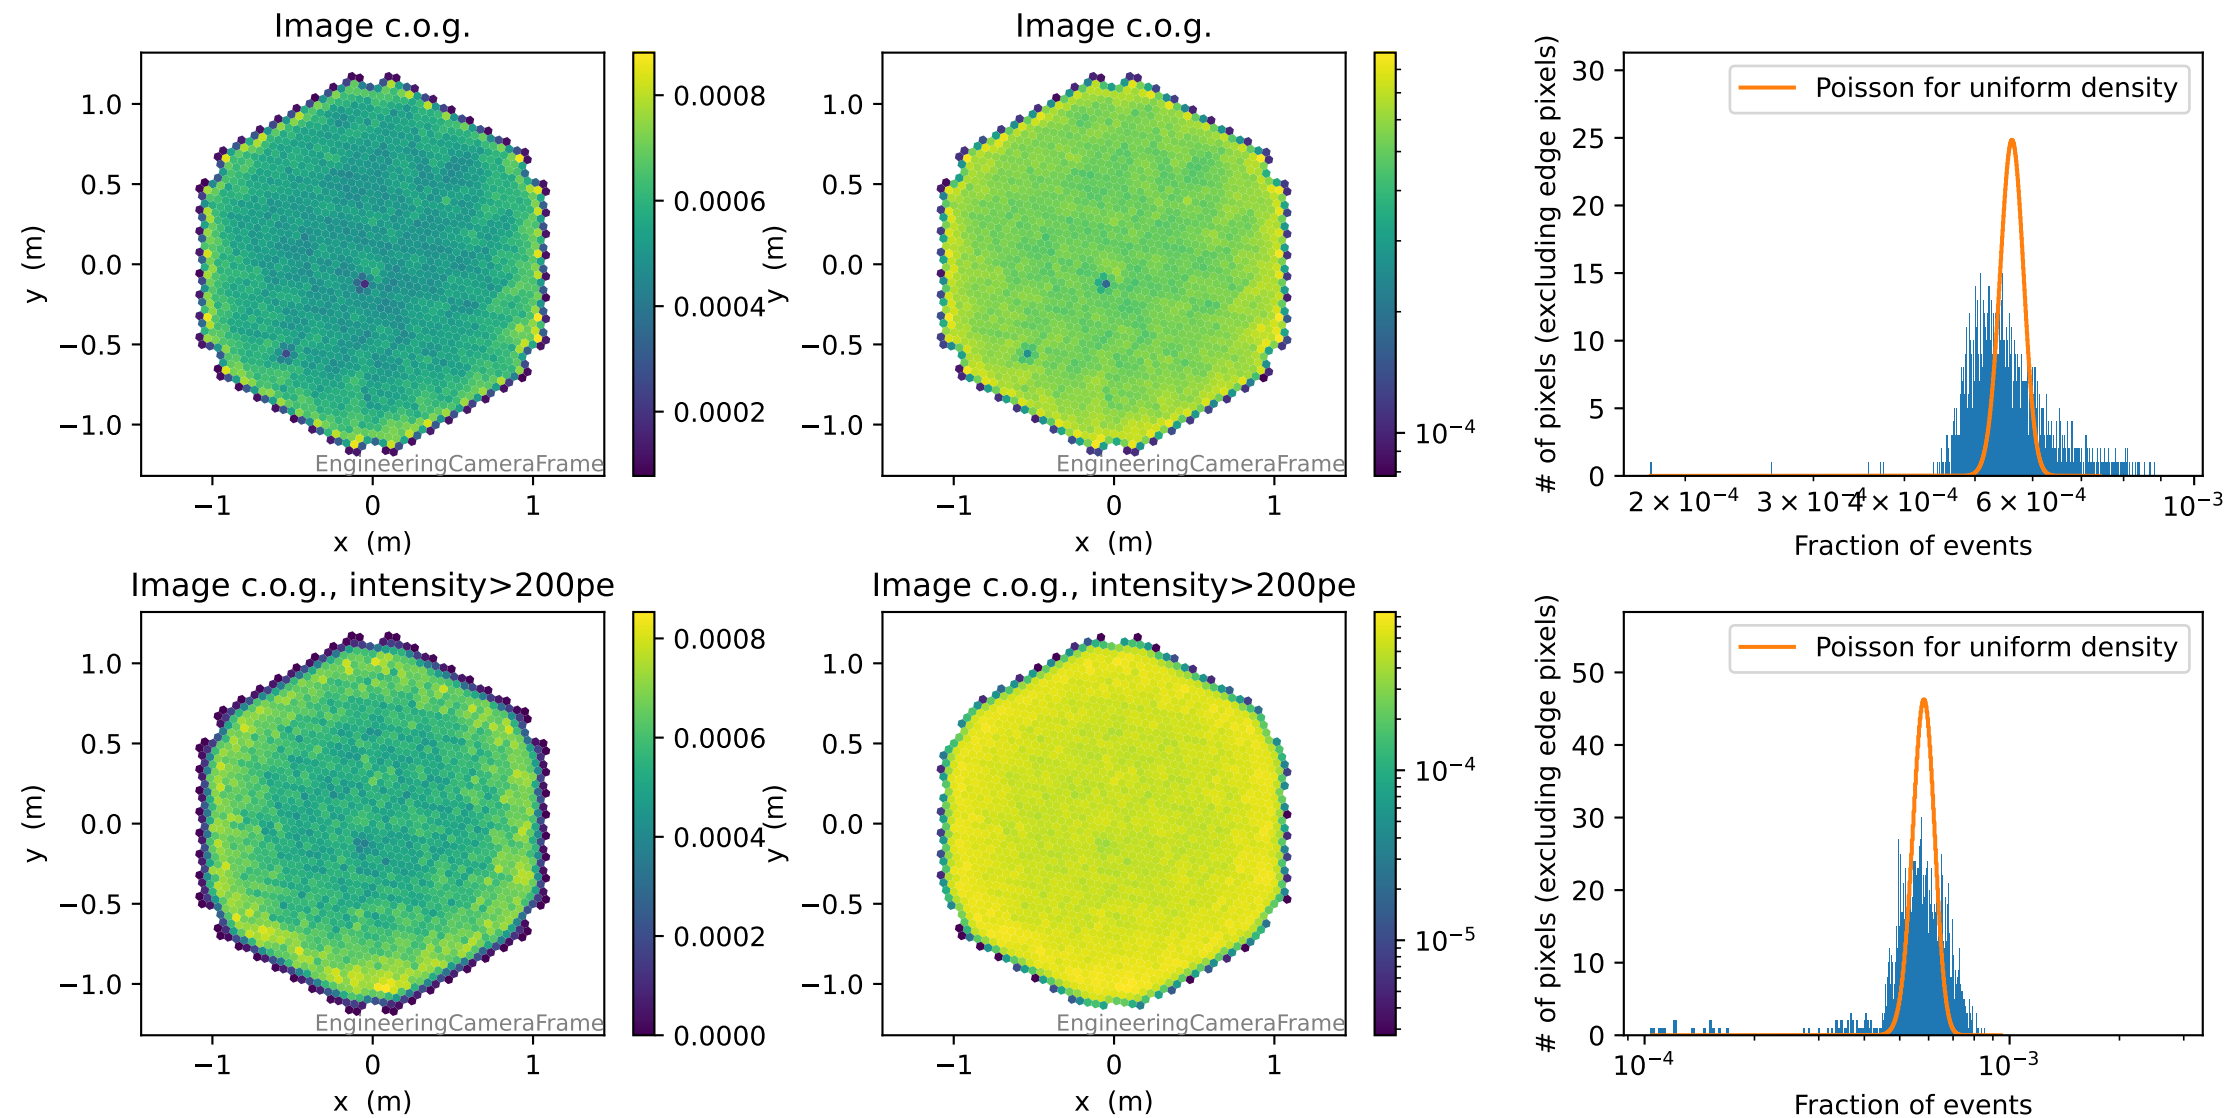 Image c.o.g.
1.0
0.5
0.0
−0.5
−1.0
y (m)
−1
0
1
x (m)
EngineeringCameraFrame
0.0008
0.0006
0.0004
0.0002
Image c.o.g.
1.0
0.5
0.0
−0.5
−1.0
y (m)
−1
0
1
x (m)
EngineeringCameraFrame
10⁻⁴
Poisson for uniform density
# of pixels (excluding edge pixels)
30
25
20
15
10
5
0
2 × 10⁻⁴
3 × 10⁻⁴
4 × 10⁻⁴
6 × 10⁻⁴
10⁻³
Fraction of events
Image c.o.g., intensity>200pe
1.0
0.5
0.0
−0.5
−1.0
y (m)
−1
0
1
x (m)
EngineeringCameraFrame
0.0008
0.0006
0.0004
0.0002
0.0000
Image c.o.g., intensity>200pe
1.0
0.5
0.0
−0.5
−1.0
y (m)
−1
0
1
x (m)
EngineeringCameraFrame
10⁻⁴
10⁻⁵
Poisson for uniform density
# of pixels (excluding edge pixels)
50
40
30
20
10
0
10⁻⁴
10⁻³
Fraction of events